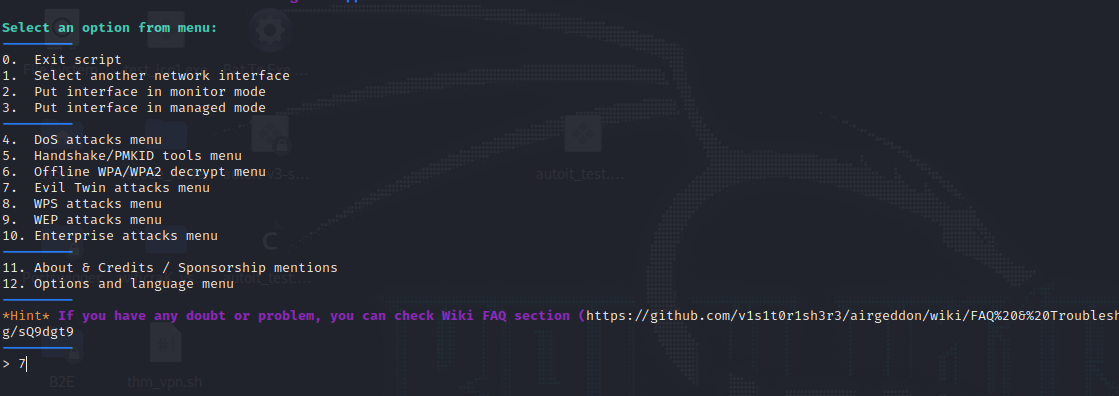 Select an option from menu:
0.  Exit script
1.  Select another network interface
2.  Put interface in monitor mode
3.  Put interface in managed mode
4.  DoS attacks menu
5.  Handshake/PMKID tools menu
6.  Offline WPA/WPA2 decrypt menu
7.  Evil Twin attacks menu
8.  WPS attacks menu
9.  WEP attacks menu
10. Enterprise attacks menu
autoit_test....
11. About & Credits / Sponsorship mentions
12. Options and language menu
*Hint* If you have any doubt or problem, you can check Wiki FAQ section (https://github.com/v1s1t0r1sh3r3/airgeddon/wiki/FAQ%20&%20Troublesh
g/sQ9dgt9
> 7
B2E
thm_vpn.sh